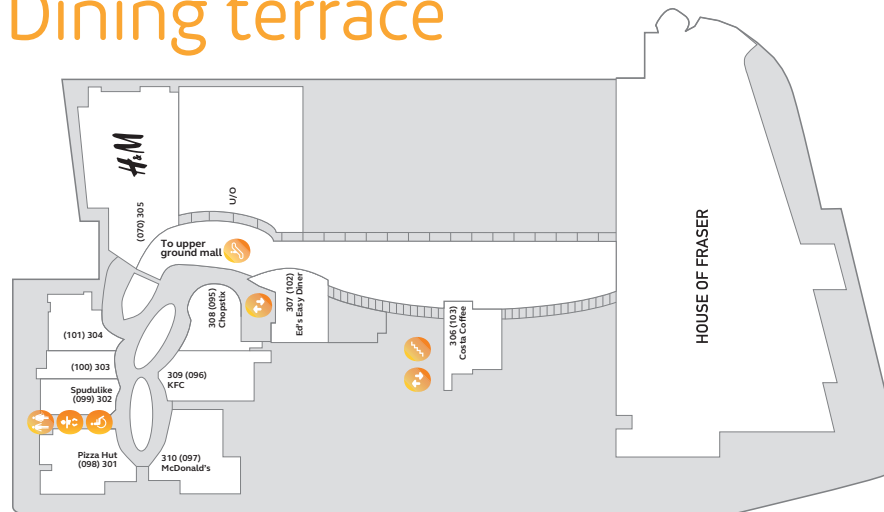 Dining terrace
H&M
(070) 305
U/O
To upper
ground mall
308 (095)
Chopstix
307 (102)
Ed's Easy Diner
306 (103)
Costa Coffee
HOUSE OF FRASER
(101) 304
(100) 303
Spudulike
(099) 302
309 (096)
KFC
Pizza Hut
(098) 301
310 (097)
McDonald's